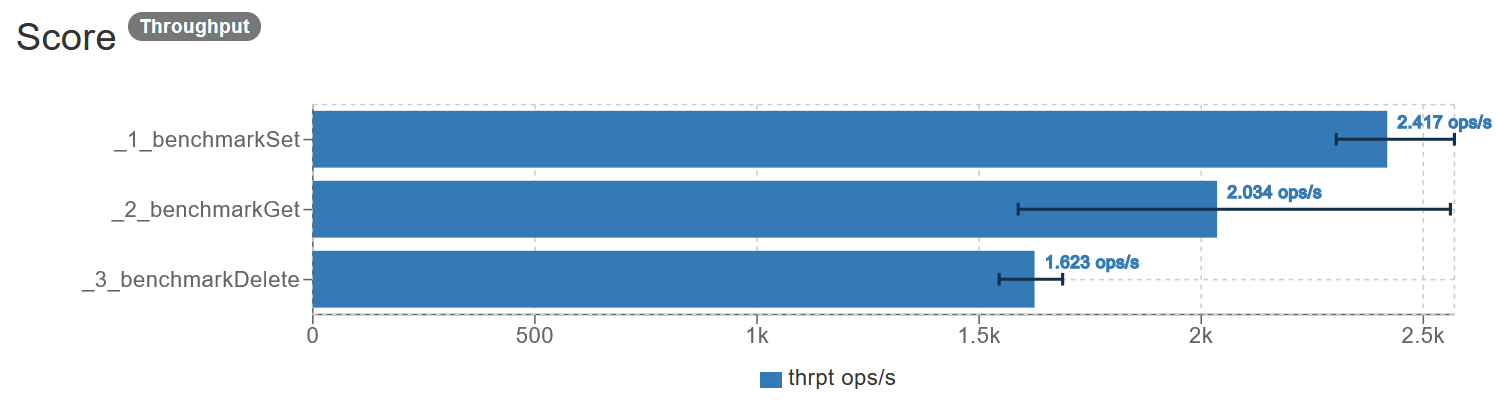 Score Throughput
_1_benchmarkSet
2.417 ops/s
_2_benchmarkGet
2.034 ops/s
_3_benchmarkDelete
1.623 ops/s
0 500 1k 1.5k 2k 2.5k
thrpt ops/s